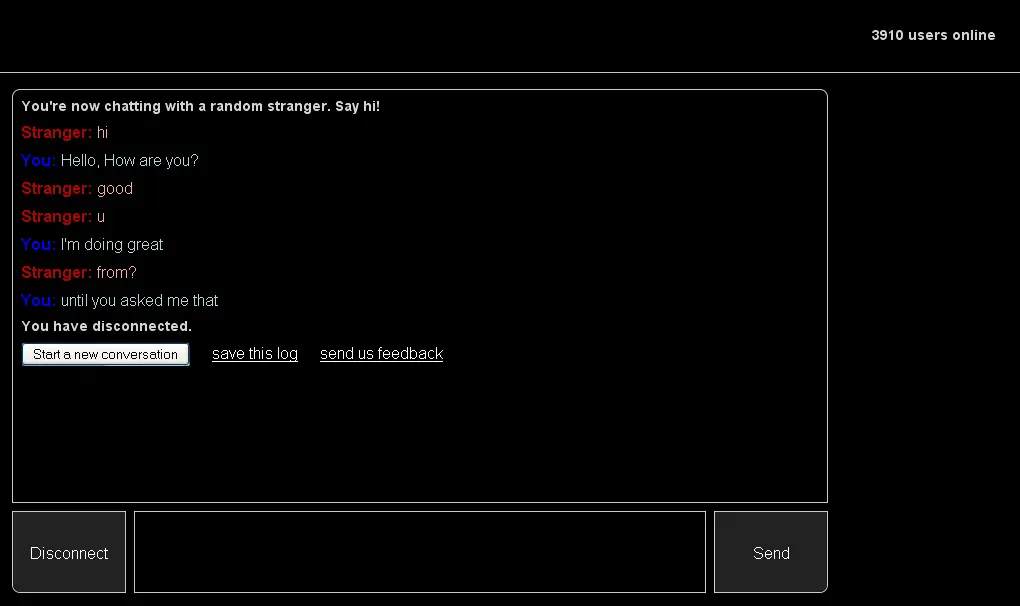 3910 users online
You're now chatting with a random stranger. Say hi!
Stranger: hi
You: Hello, How are you?
Stranger: good
Stranger: u
You: I'm doing great
Stranger: from?
You: until you asked me that
You have disconnected.
Start a new conversation save this log send us feedback
Disconnect Send